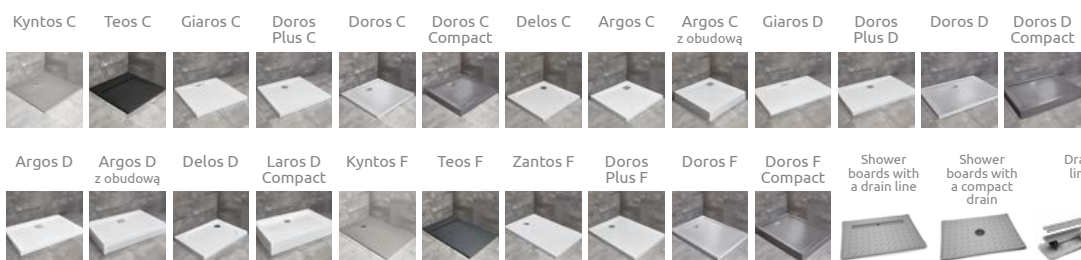 Kyntos C
Teos C
Giaros C
Doros
Plus C
Doros C
Doros C
Compact
Delos C
Argos C
Argos C
z obudową
Giaros D
Doros
Plus D
Doros D
Doros D
Compact
Argos D
Argos D
z obudową
Delos D
Laros D
Compact
Kyntos F
Teos F
Zantos F
Doros
Plus F
Doros F
Doros F
Compact
Shower
boards with
a drain line
Shower
boards with
a compact
drain